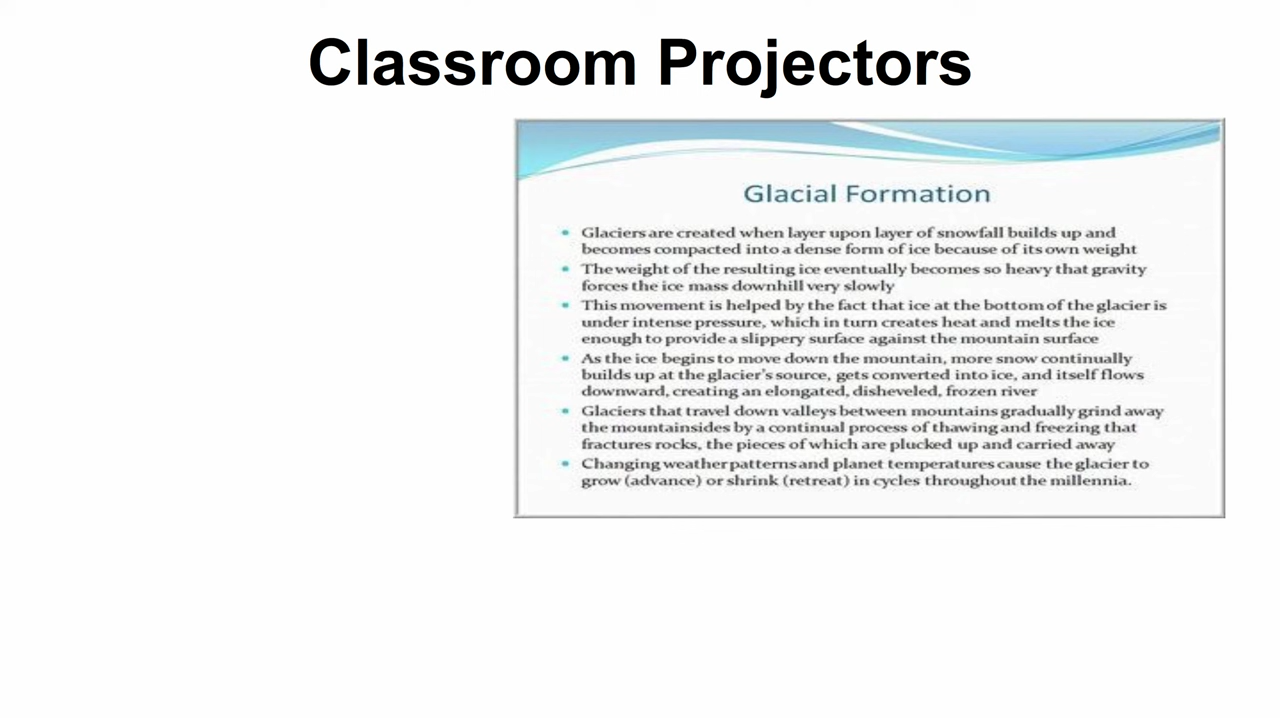 Classroom Projectors
Glacial Formation
• Glaciers are created when layer upon layer of snowfall builds up and
becomes compacted into a dense form of ice because of its own weight
• The weight of the resulting ice eventually becomes so heavy that gravity
forces the ice mass downhill very slowly
• This movement is helped by the fact that ice at the bottom of the glacier is
under intense pressure, which in turn creates heat and melts the ice
enough to provide a slippery surface against the mountain surface
• As the ice begins to move down the mountain, more snow continually
builds up at the glacier's source, gets converted into ice, and itself flows
downward, creating an elongated, disheveled, frozen river
• Glaciers that travel down valleys between mountains gradually grind away
the mountainsides by a continual process of thawing and freezing that
fractures rocks, the pieces of which are plucked up and carried away
• Changing weather patterns and planet temperatures cause the glacier to
grow (advance) or shrink (retreat) in cycles throughout the millennia.